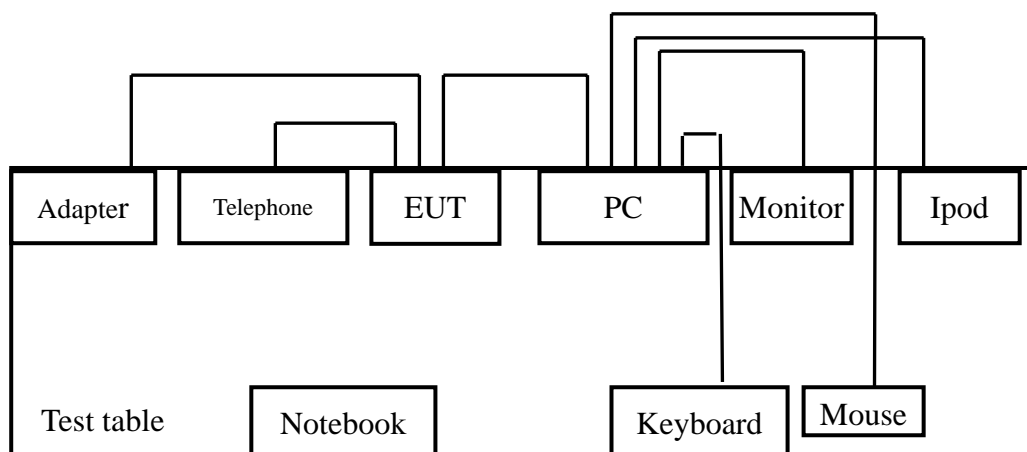 Adapter
Telephone
EUT
PC
Monitor
Ipod
Test table
Notebook
Keyboard
Mouse